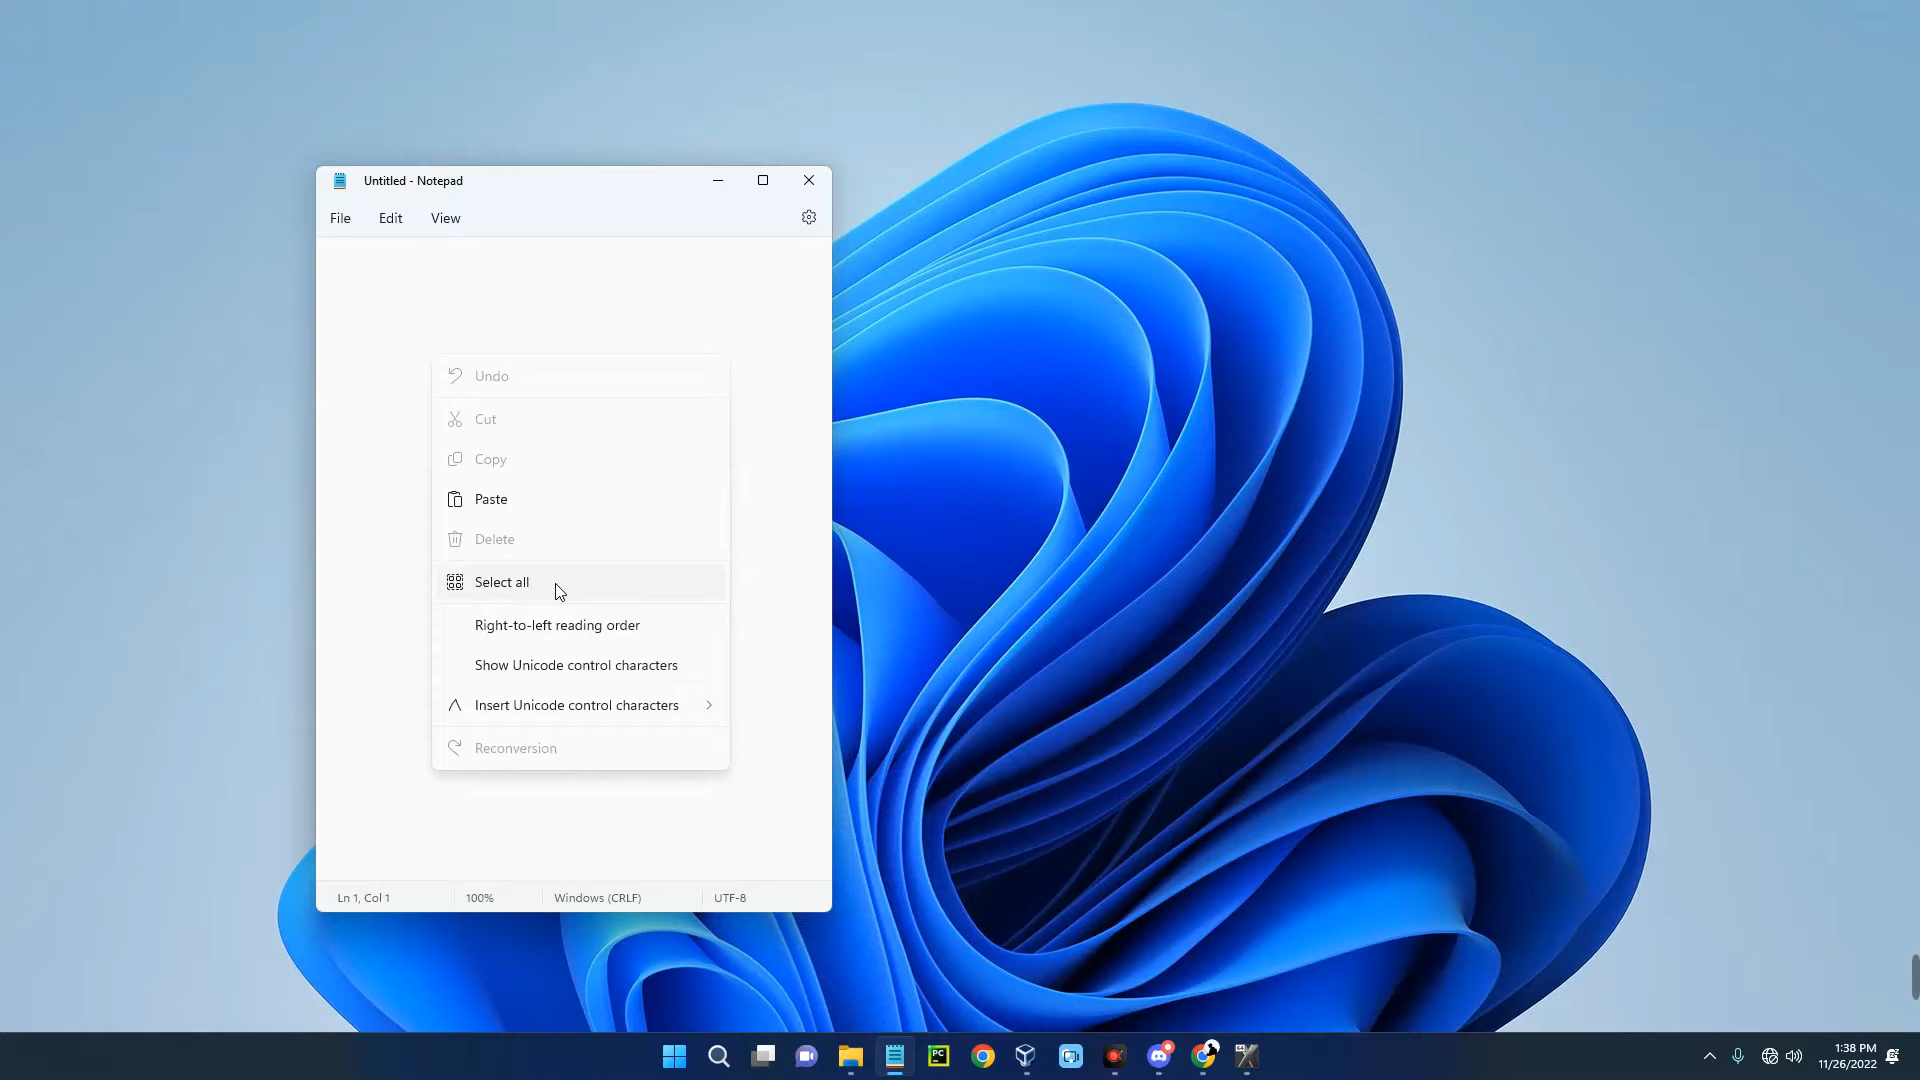 Untitled - Notepad
File Edit View
Undo
Cut
Copy
Paste
Delete
Select all
Right-to-left reading order
Show Unicode control characters
Insert Unicode control characters
Reconversion
Ln 1, Col 1 100% Windows (CRLF) UTF-8
PC
1:38 PM
11/26/2022